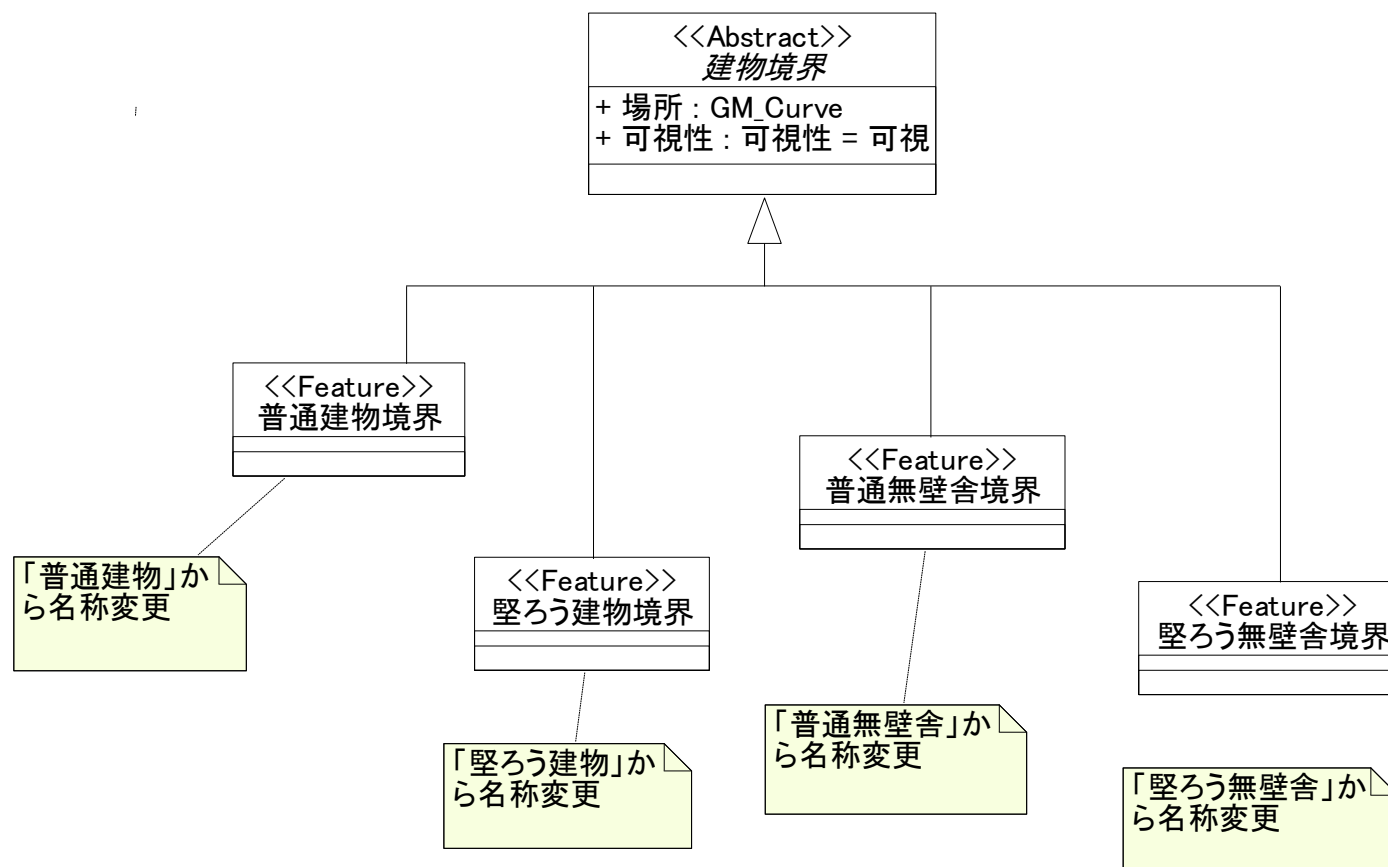 <<Abstract>>
建物境界
+ 場所 : GM_Curve
+ 可視性 : 可視性 = 可視
<<Feature>>
普通建物境界
「普通建物」か
ら名称変更
<<Feature>>
堅ろう建物境界
「堅ろう建物」か
ら名称変更
<<Feature>>
普通無壁舎境界
「普通無壁舎」か
ら名称変更
<<Feature>>
堅ろう無壁舎境界
「堅ろう無壁舎」か
ら名称変更